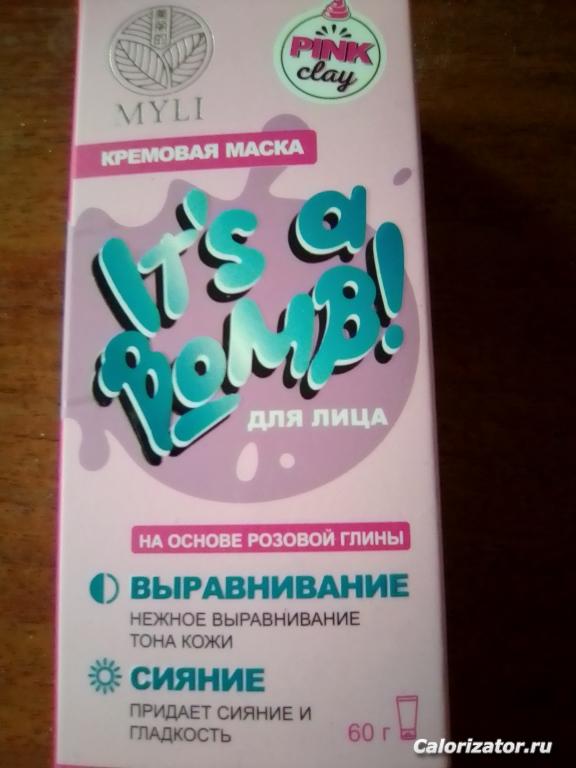 MYLI
PINK
clay
КРЕМОВАЯ МАСКА
IT'S a
BOMB!
ДЛЯ ЛИЦА
НА ОСНОВЕ РОЗОВОЙ ГЛИНЫ
ВЫРАВНИВАНИЕ
НЕЖНОЕ ВЫРАВНИВАНИЕ
ТОНА КОЖИ
СИЯНИЕ
ПРИДАЕТ СИЯНИЕ И
ГЛАДКОСТЬ
60 г
Calorizator.ru